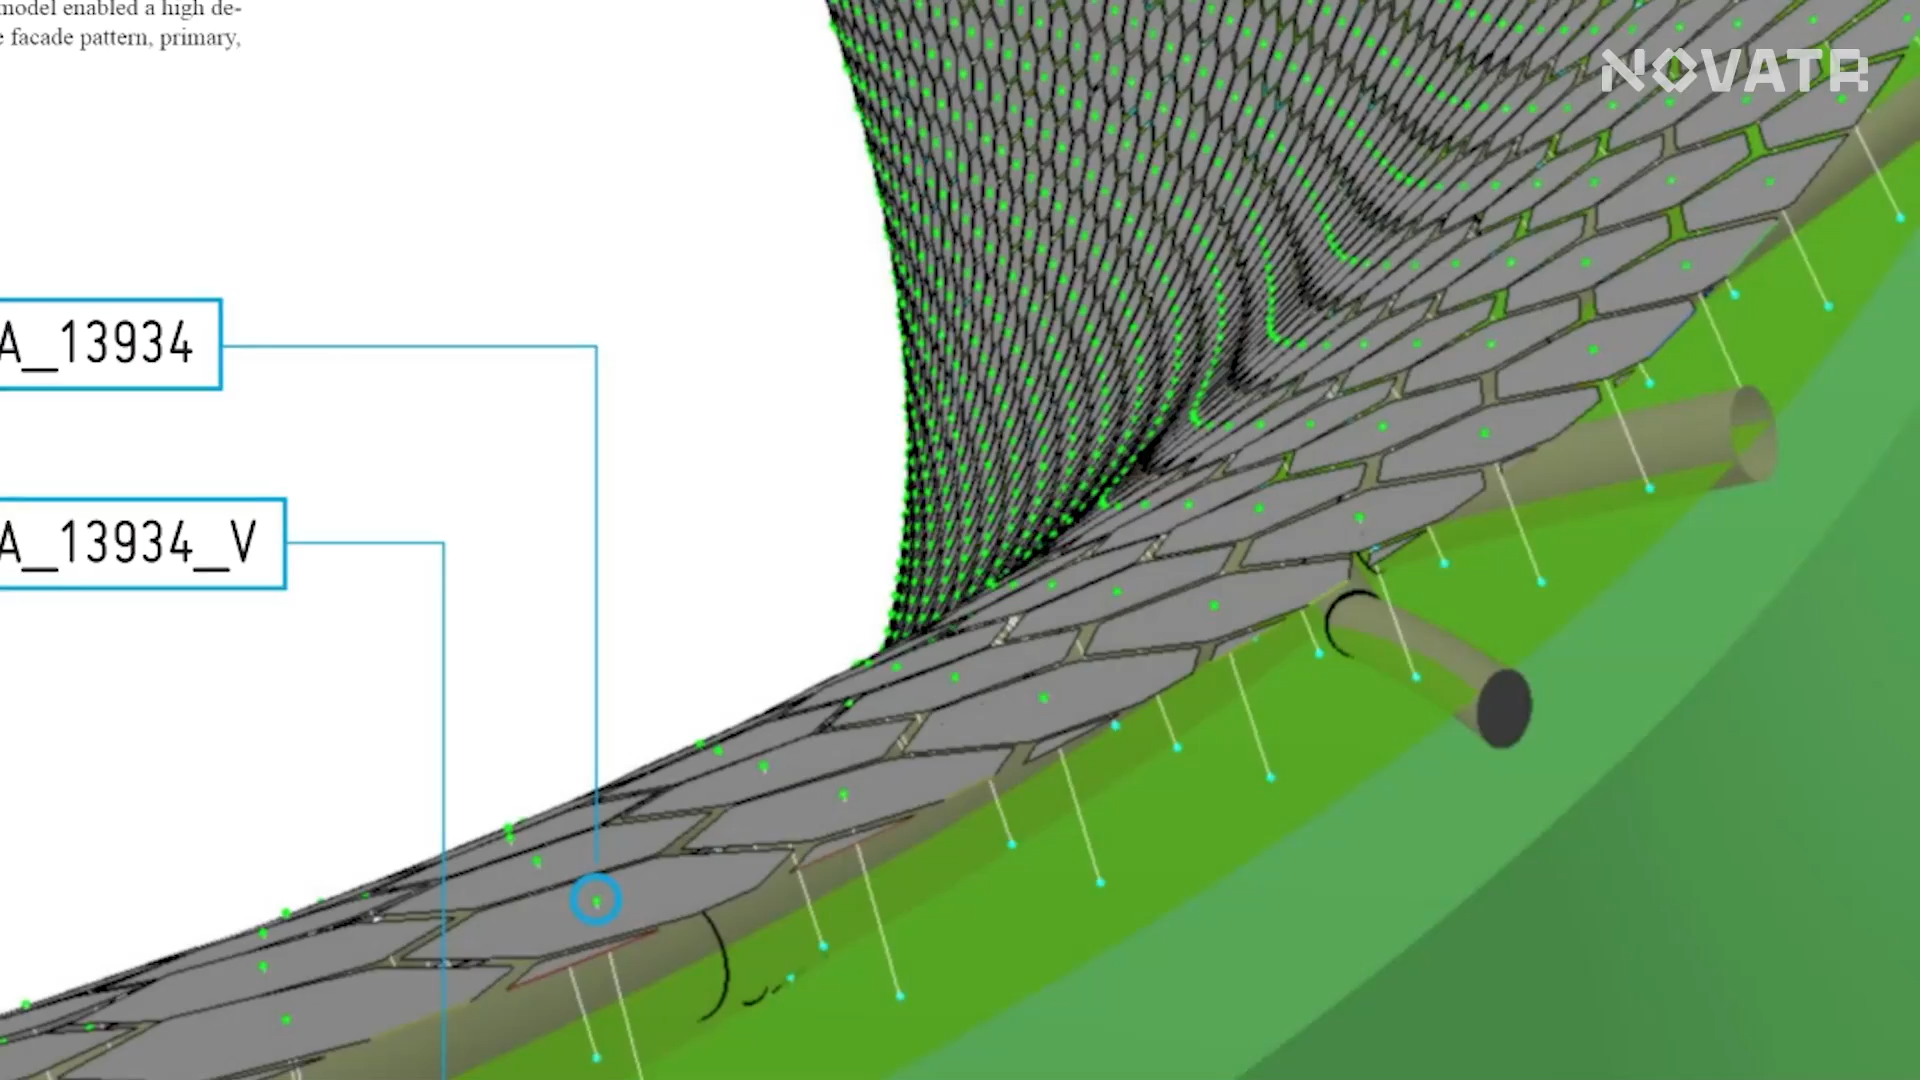 model enabled a high de-
facade pattern, primary,
NOVATR
A_13934
A_13934_V